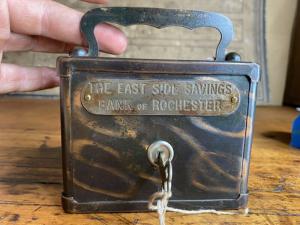 THE EAST SIDE SAVINGS
BANK OF ROCHESTER